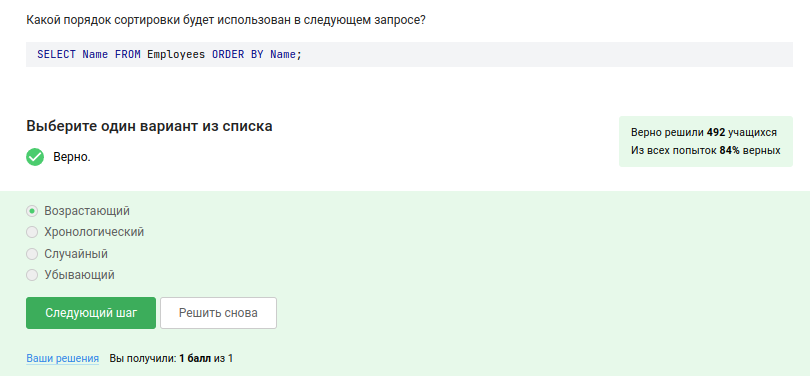 Какой порядок сортировки будет использован в следующем запросе?
SELECT Name FROM Employees ORDER BY Name;
Выберите один вариант из списка
Верно.
Верно решили 492 учащихся
Из всех попыток 84% верных
Возрастающий
Хронологический
Случайный
Убывающий
Следующий шаг Решить снова
Ваши решения Вы получили: 1 балл из 1